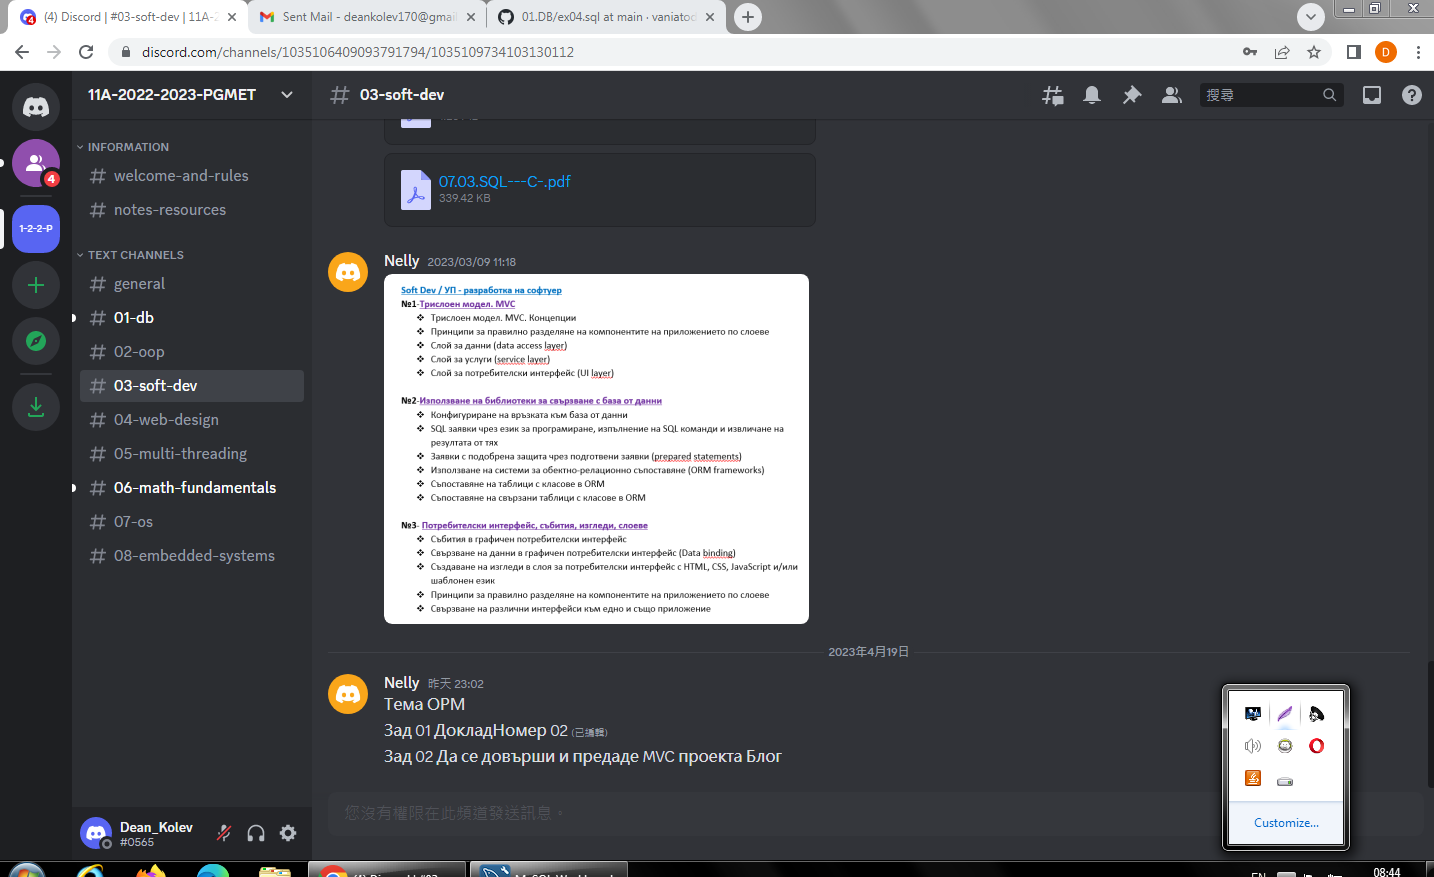 (4) Discord | #03-soft-dev | 11A-2
Sent Mail - deankolev170@gmail
01.DB/ex04.sql at main · vaniatod
discord.com/channels/1035106409093791794/1035109734103130112
D
11A-2022-2023-PGMET
03-soft-dev
搜尋
INFORMATION
welcome-and-rules
notes-resources
TEXT CHANNELS
general
01-db
02-oop
03-soft-dev
04-web-design
05-multi-threading
06-math-fundamentals
07-os
08-embedded-systems
4
1-2-2-P
07.03.SQL---C-.pdf
339.42 KB
Nelly 2023/03/09 11:18
Soft Dev / УП - разработка на софтуер
№1-Трислоен модел. MVC
Трислоен модел. MVC. Концепции
Принципи за правилно разделяне на компонентите на приложението по слоеве
Слой за данни (data access layer)
Слой за услуги (service layer)
Слой за потребителски интерфейс (UI layer)
№2-Използване на библиотеки за свързване с база от данни
Конфигуриране на връзката към база от данни
SQL заявки чрез език за програмиране, изпълнение на SQL команди и извличане на
резултата от тях
Заявки с подобрена защита чрез подготвени заявки (prepared statements)
Използване на системи за обектно-релационно съпоставяне (ORM frameworks)
Съпоставяне на таблици с класове в ORM
Съпоставяне на свързани таблици с класове в ORM
№3- Потребителски интерфейс, събития, изгледи, слоеве
Събития в графичен потребителски интерфейс
Свързване на данни в графичен потребителски интерфейс (Data binding)
Създаване на изгледи в слоя за потребителски интерфейс с HTML, CSS, JavaScript и/или
шаблонен език
Принципи за правилно разделяне на компонентите на приложението по слоеве
Свързване на различни интерфейси към едно и също приложение
2023年4月19日
Nelly 昨天 23:02
Тема ОРМ
Зад 01 ДокладНомер 02 (已編輯)
Зад 02 Да се довърши и предаде MVC проекта Блог
您沒有權限在此頻道發送訊息。
Dean_Kolev
#0565
Customize...
(4) Discord | #03
EN
08:44